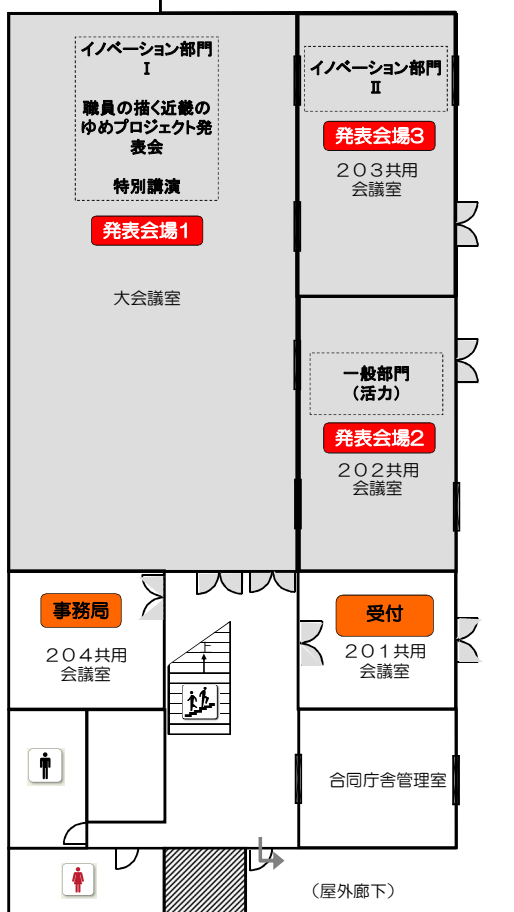 イノベーション部門
Ⅰ
職員の描く近畿の
ゆめプロジェクト発
表会
特別講演
発表会場1
大会議室
イノベーション部門
Ⅱ
発表会場3
２０３共用
会議室
一般部門
（活力）
発表会場2
２０２共用
会議室
事務局
２０４共用
会議室
上
受付
２０１共用
会議室
合同庁舎管理室
（屋外廊下）